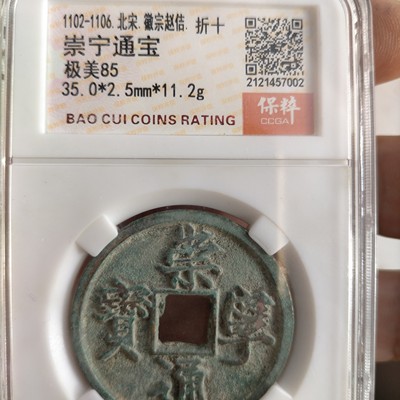 1102-1106.北宋.徽宗赵佶.折十
崇宁通宝
极美85
35.0*2.5mm*11.2g
2121457002
保粹
CCGA
BAO CUI COINS RATING
崇
寶 寧
通